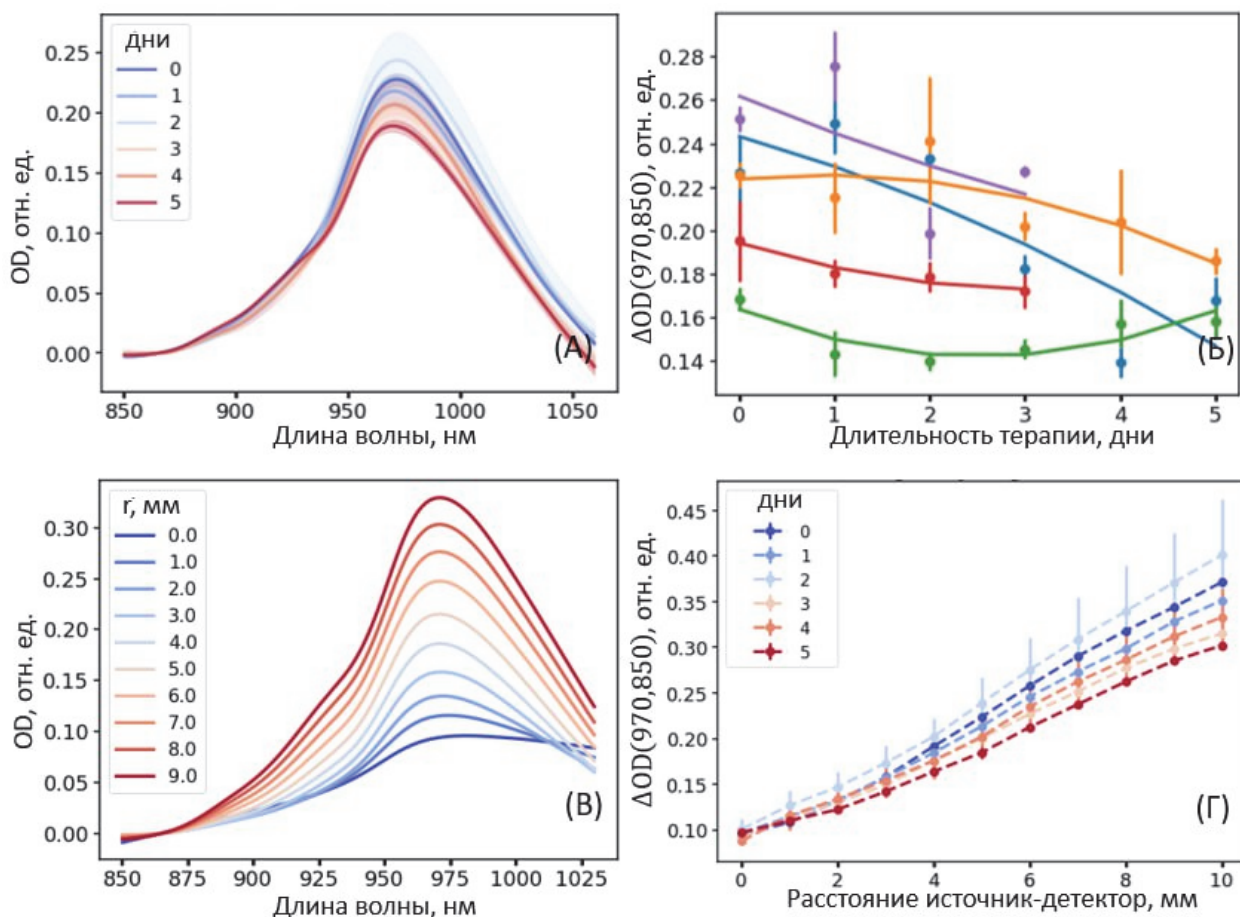 дни
0
1
2
3
4
5
OD, отн. ед.
0.25
0.20
0.15
0.10
0.05
0.00
850 900 950 1000 1050
Длина волны, нм
(А)
ΔOD(970,850), отн. ед.
0.28
0.26
0.24
0.22
0.20
0.18
0.16
0.14
0 1 2 3 4 5
Длительность терапии, дни
(Б)
r, мм
0.0
1.0
2.0
3.0
4.0
5.0
6.0
7.0
8.0
9.0
OD, отн. ед.
0.30
0.25
0.20
0.15
0.10
0.05
0.00
850 875 900 925 950 975 1000 1025
Длина волны, нм
(В)
дни
0
1
2
3
4
5
ΔOD(970,850), отн. ед.
0.45
0.40
0.35
0.30
0.25
0.20
0.15
0.10
0 2 4 6 8 10
Расстояние источник-детектор, мм
(Г)